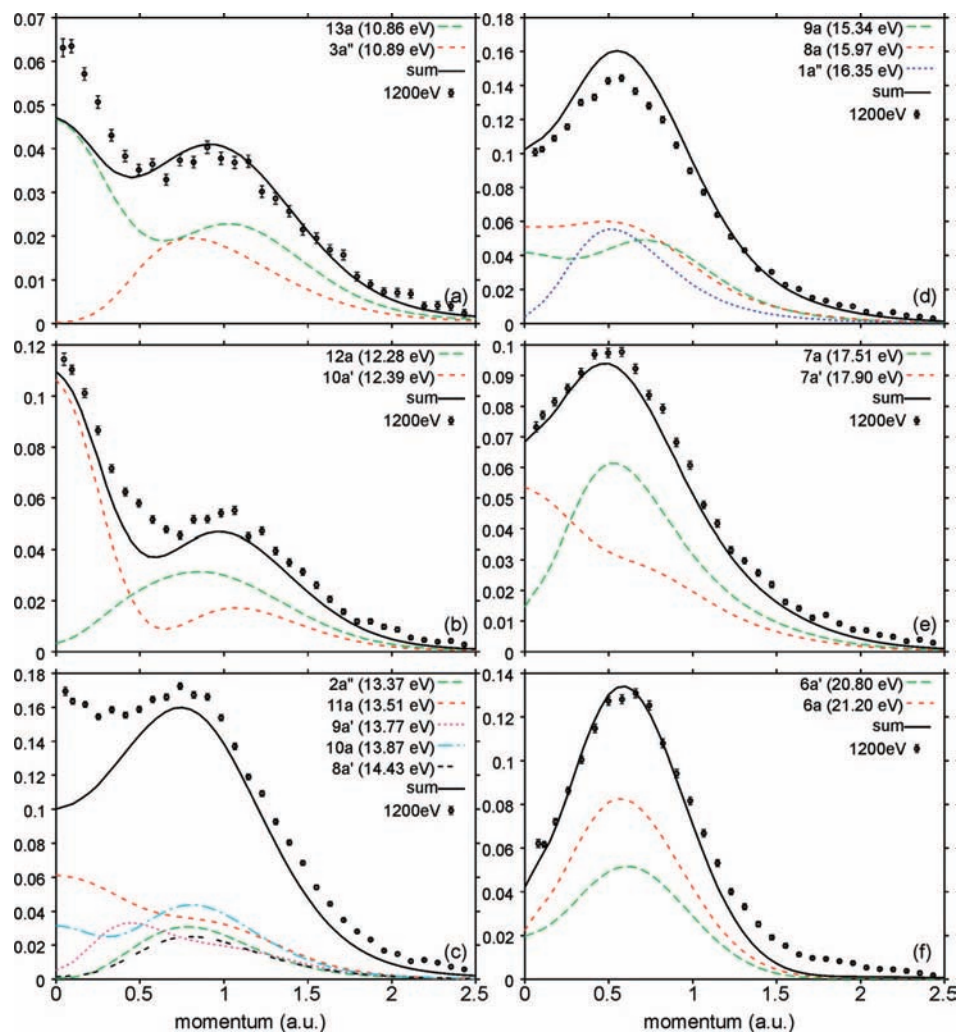 0.07
0.06
0.05
0.04
0.03
0.02
0.01
0
13a (10.86 eV)
3a" (10.89 eV)
sum
1200eV
(a)
0.16
0.14
0.12
0.1
0.08
0.06
0.04
0.02
0
9a (15.34 eV)
8a (15.97 eV)
1a" (16.35 eV)
sum
1200eV
(d)
0.12
0.1
0.08
0.06
0.04
0.02
0
12a (12.28 eV)
10a' (12.39 eV)
sum
1200eV
(b)
0.1
0.09
0.08
0.07
0.06
0.05
0.04
0.03
0.02
0.01
0
7a (17.51 eV)
7a' (17.90 eV)
sum
1200eV
(e)
0.18
0.16
0.14
0.12
0.1
0.08
0.06
0.04
0.02
0
2a" (13.37 eV)
11a (13.51 eV)
9a' (13.77 eV)
10a (13.87 eV)
8a' (14.43 eV)
sum
1200eV
(c)
0 0.5 1 1.5 2 2.5
momentum (a.u.)
0.14
0.12
0.1
0.08
0.06
0.04
0.02
0
6a' (20.80 eV)
6a (21.20 eV)
sum
1200eV
(f)
0 0.5 1 1.5 2 2.5
momentum (a.u.)